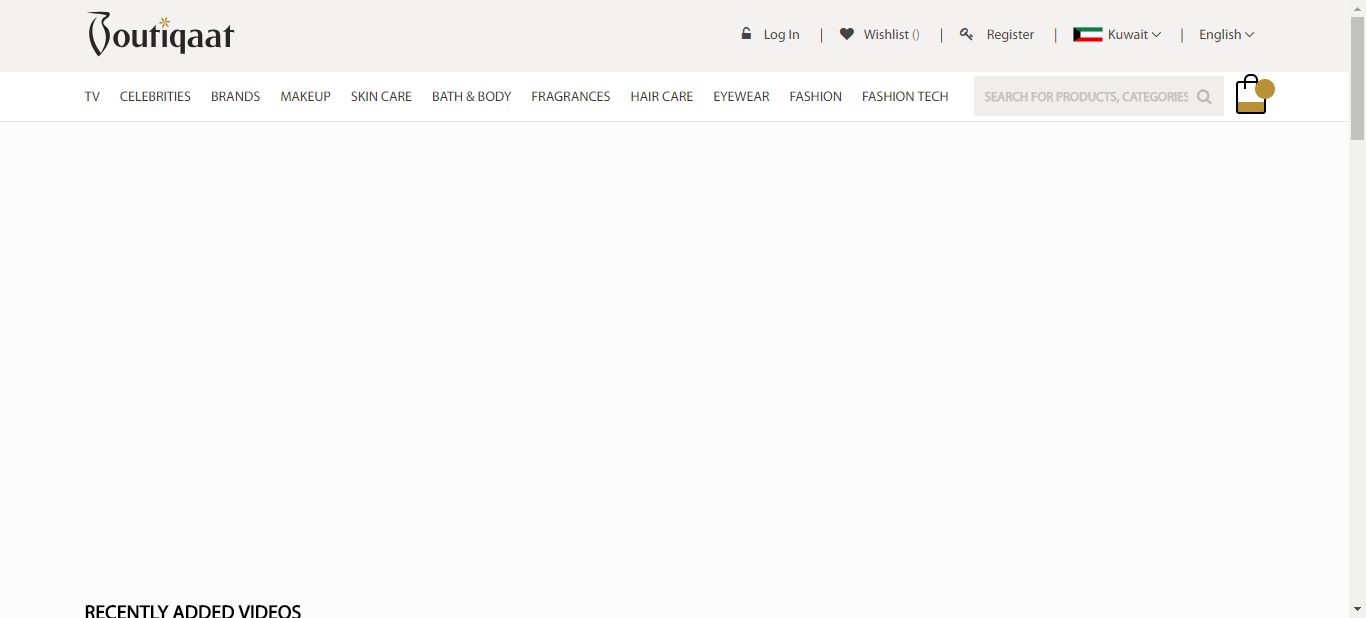 Boutiqaat
Log In | Wishlist () | Register | Kuwait | English
TV CELEBRITIES BRANDS MAKEUP SKIN CARE BATH & BODY FRAGRANCES HAIR CARE EYEWEAR FASHION FASHION TECH SEARCH FOR PRODUCTS, CATEGORIES
RECENTLY ADDED VIDEOS